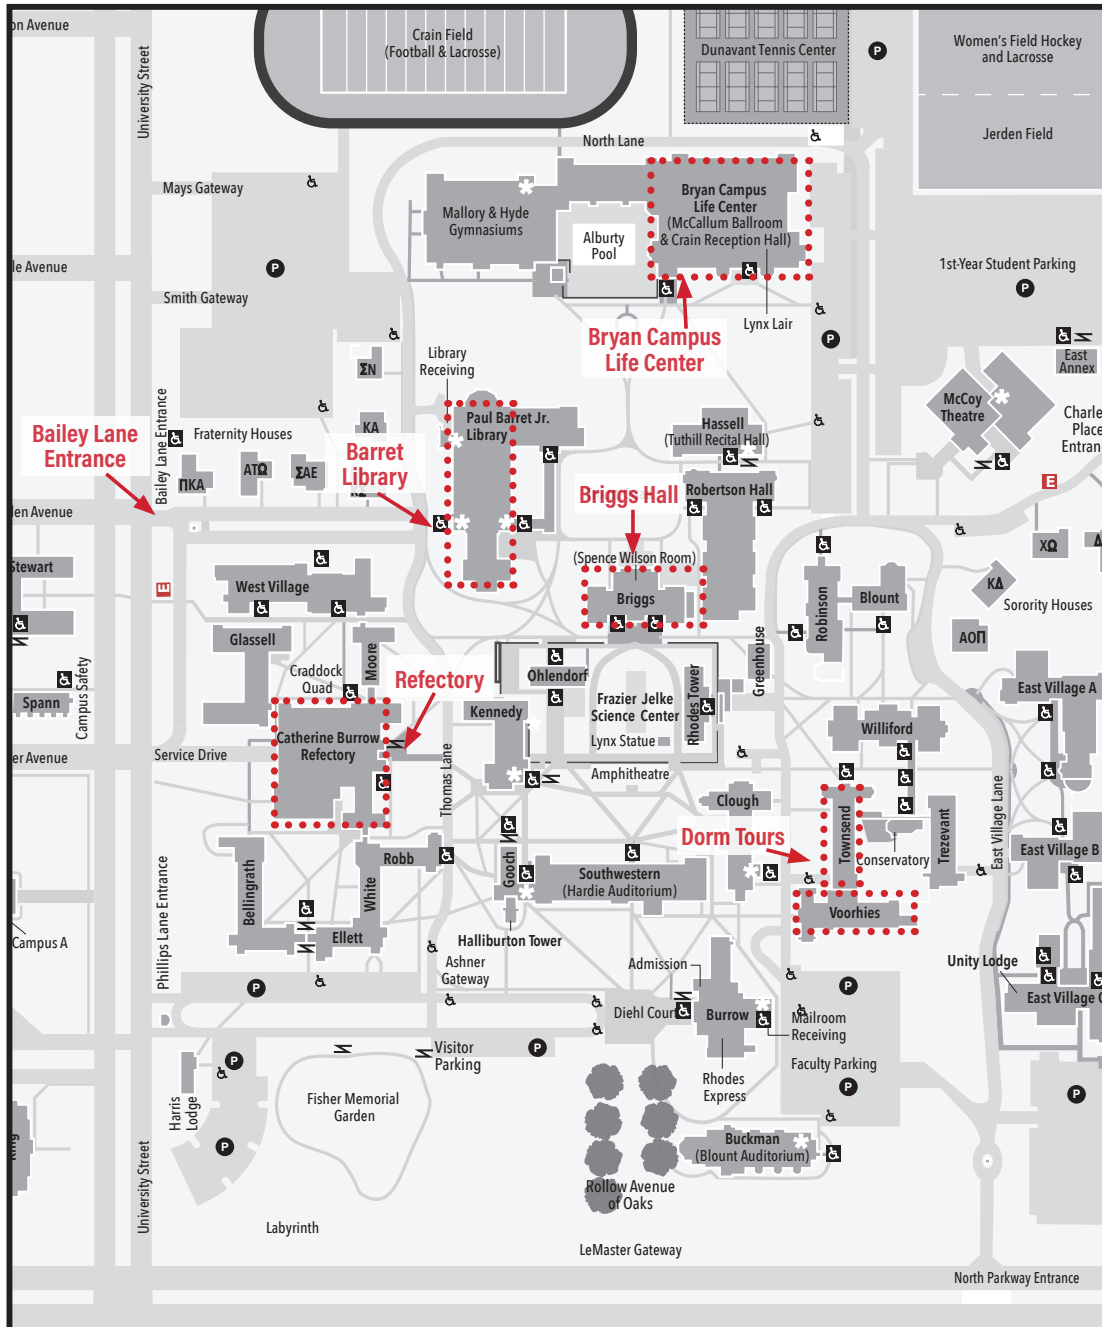 on Avenue
University Street
Crain Field
(Football & Lacrosse)
Dunavant Tennis Center
P
Women's Field Hockey
and Lacrosse
Jerden Field
North Lane
Mays Gateway
Mallory & Hyde
Gymnasiums
Alburty
Pool
Bryan Campus
Life Center
(McCallum Ballroom
& Crain Reception Hall)
le Avenue
P
1st-Year Student Parking
P
Smith Gateway
Lynx Lair
P
Bryan Campus
Life Center
ΣN
Library
Receiving
East
Annex
McCoy
Theatre
Charle
Place
Entran
Bailey Lane
Entrance
Bailey Lane Entrance
Fraternity Houses
KA
Paul Barret Jr.
Library
Barret
Library
Hassell
(Tuthill Recital Hall)
ΠKA
ATΩ
ΣAE
Briggs Hall
Robertson Hall
E
den Avenue
(Spence Wilson Room)
Briggs
XΩ
Δ
Stewart
E
West Village
Robinson
Blount
KΔ
Sorority Houses
Glassell
Moore
AOΠ
Craddock
Quad
Refectory
Ohlendorf
Greenhouse
Campus Safety
Spann
Kennedy
Frazier Jelke
Science Center
Rhodes Tower
East Village A
Catherine Burrow
Refectory
Lynx Statue
Williford
er Avenue
Service Drive
Thomas Lane
Amphitheatre
Clough
East Village Lane
Dorm Tours
Townsend
Conservatory
Trezevant
East Village B
Robb
Gooch
Southwestern
(Hardie Auditorium)
Phillips Lane Entrance
Bellingrath
White
Voorhies
Campus A
Ellett
Halliburton Tower
Ashner
Gateway
Admission
Unity Lodge
P
P
East Village C
Diehl Court
Burrow
Mailroom
Receiving
Visitor
Parking
P
P
Faculty Parking
P
P
Harris
Lodge
Fisher Memorial
Garden
Rhodes
Express
King
P
Buckman
(Blount Auditorium)
University Street
Rollow Avenue
of Oaks
Labyrinth
LeMaster Gateway
North Parkway Entrance